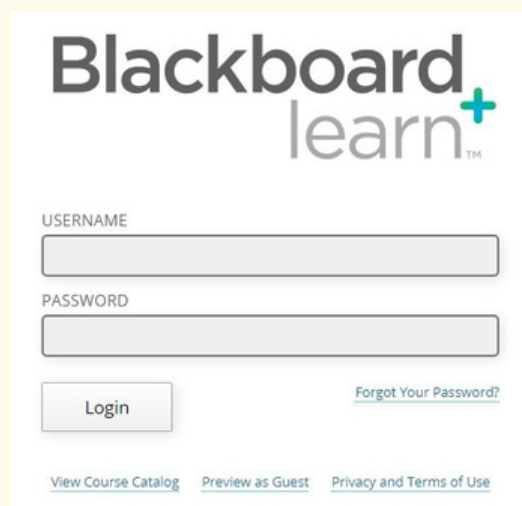 Blackboard
learn+™
USERNAME
PASSWORD
Login
Forgot Your Password?
View Course Catalog Preview as Guest Privacy and Terms of Use